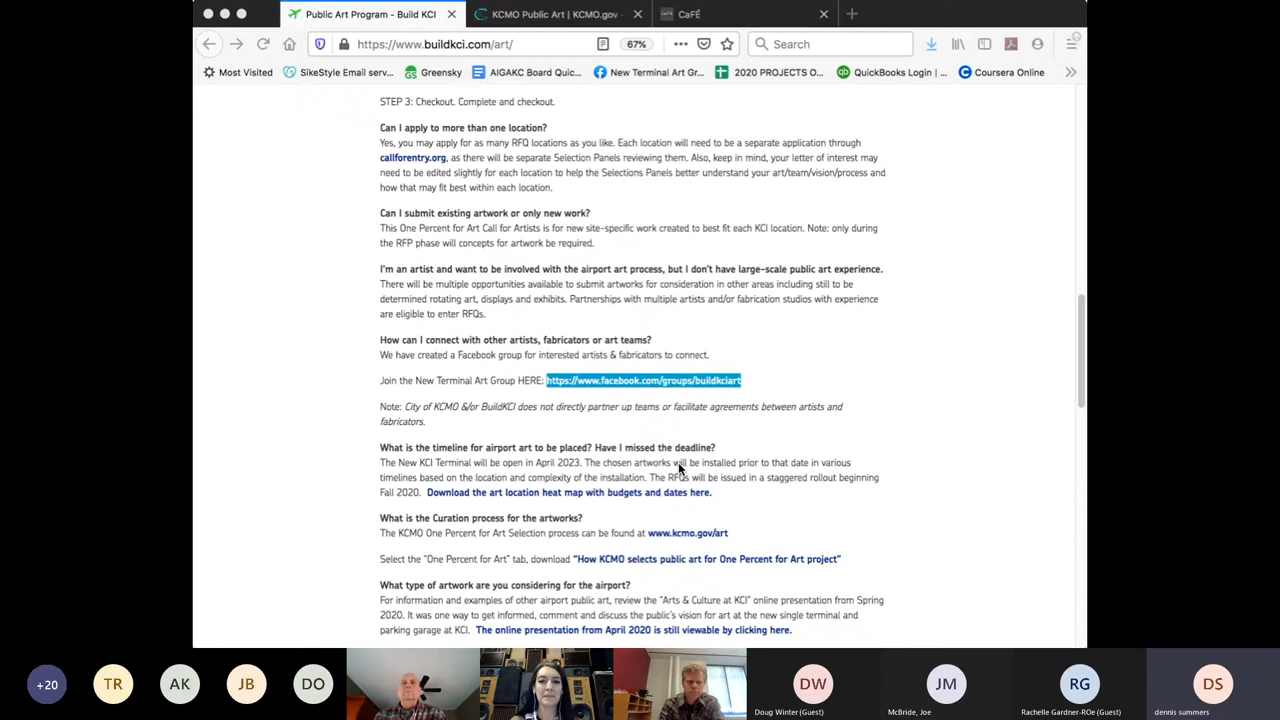 Public Art Program - Build KCI
KCMO Public Art | KCMO.gov -
CaFÉ
https://www.buildkci.com/art/
67%
Search
Most Visited
SikeStyle Email serv...
Greensky
AIGAKC Board Quic...
New Terminal Art Gr...
2020 PROJECTS O...
QuickBooks Login | ...
Coursera Online
STEP 3: Checkout. Complete and checkout.
Can I apply to more than one location?
Yes, you may apply for as many RFQ locations as you like. Each location will need to be a separate application through
callforentry.org, as there will be separate Selection Panels reviewing them. Also, keep in mind, your letter of interest may
need to be edited slightly for each location to help the Selections Panels better understand your art/team/vision/process and
how that may fit best within each location.
Can I submit existing artwork or only new work?
This One Percent for Art Call for Artists is for new site-specific work created to best fit each KCI location. Note: only during
the RFP phase will concepts for artwork be required.
I'm an artist and want to be involved with the airport art process, but I don't have large-scale public art experience.
There will be multiple opportunities available to submit artworks for consideration in other areas including still to be
determined rotating art, displays and exhibits. Partnerships with multiple artists and/or fabrication studios with experience
are eligible to enter RFQs.
How can I connect with other artists, fabricators or art teams?
We have created a Facebook group for interested artists & fabricators to connect.
Join the New Terminal Art Group HERE: https://www.facebook.com/groups/buildkciart
Note: City of KCMO &/or BuildKCI does not directly partner up teams or facilitate agreements between artists and
fabricators.
What is the timeline for airport art to be placed? Have I missed the deadline?
The New KCI Terminal will be open in April 2023. The chosen artworks will be installed prior to that date in various
timelines based on the location and complexity of the installation. The RFQs will be issued in a staggered rollout beginning
Fall 2020. Download the art location heat map with budgets and dates here.
What is the Curation process for the artworks?
The KCMO One Percent for Art Selection process can be found at www.kcmo.gov/art
Select the "One Percent for Art" tab, download "How KCMO selects public art for One Percent for Art project"
What type of artwork are you considering for the airport?
For information and examples of other airport public art, review the "Arts & Culture at KCI" online presentation from Spring
2020. It was one way to get informed, comment and discuss the public's vision for art at the new single terminal and
parking garage at KCI. The online presentation from April 2020 is still viewable by clicking here.
+20
TR
AK
JB
DO
DW
JM
RG
DS
Doug Winter (Guest)
McBride, Joe
Rachelle Gardner-ROe (Guest)
dennis summers